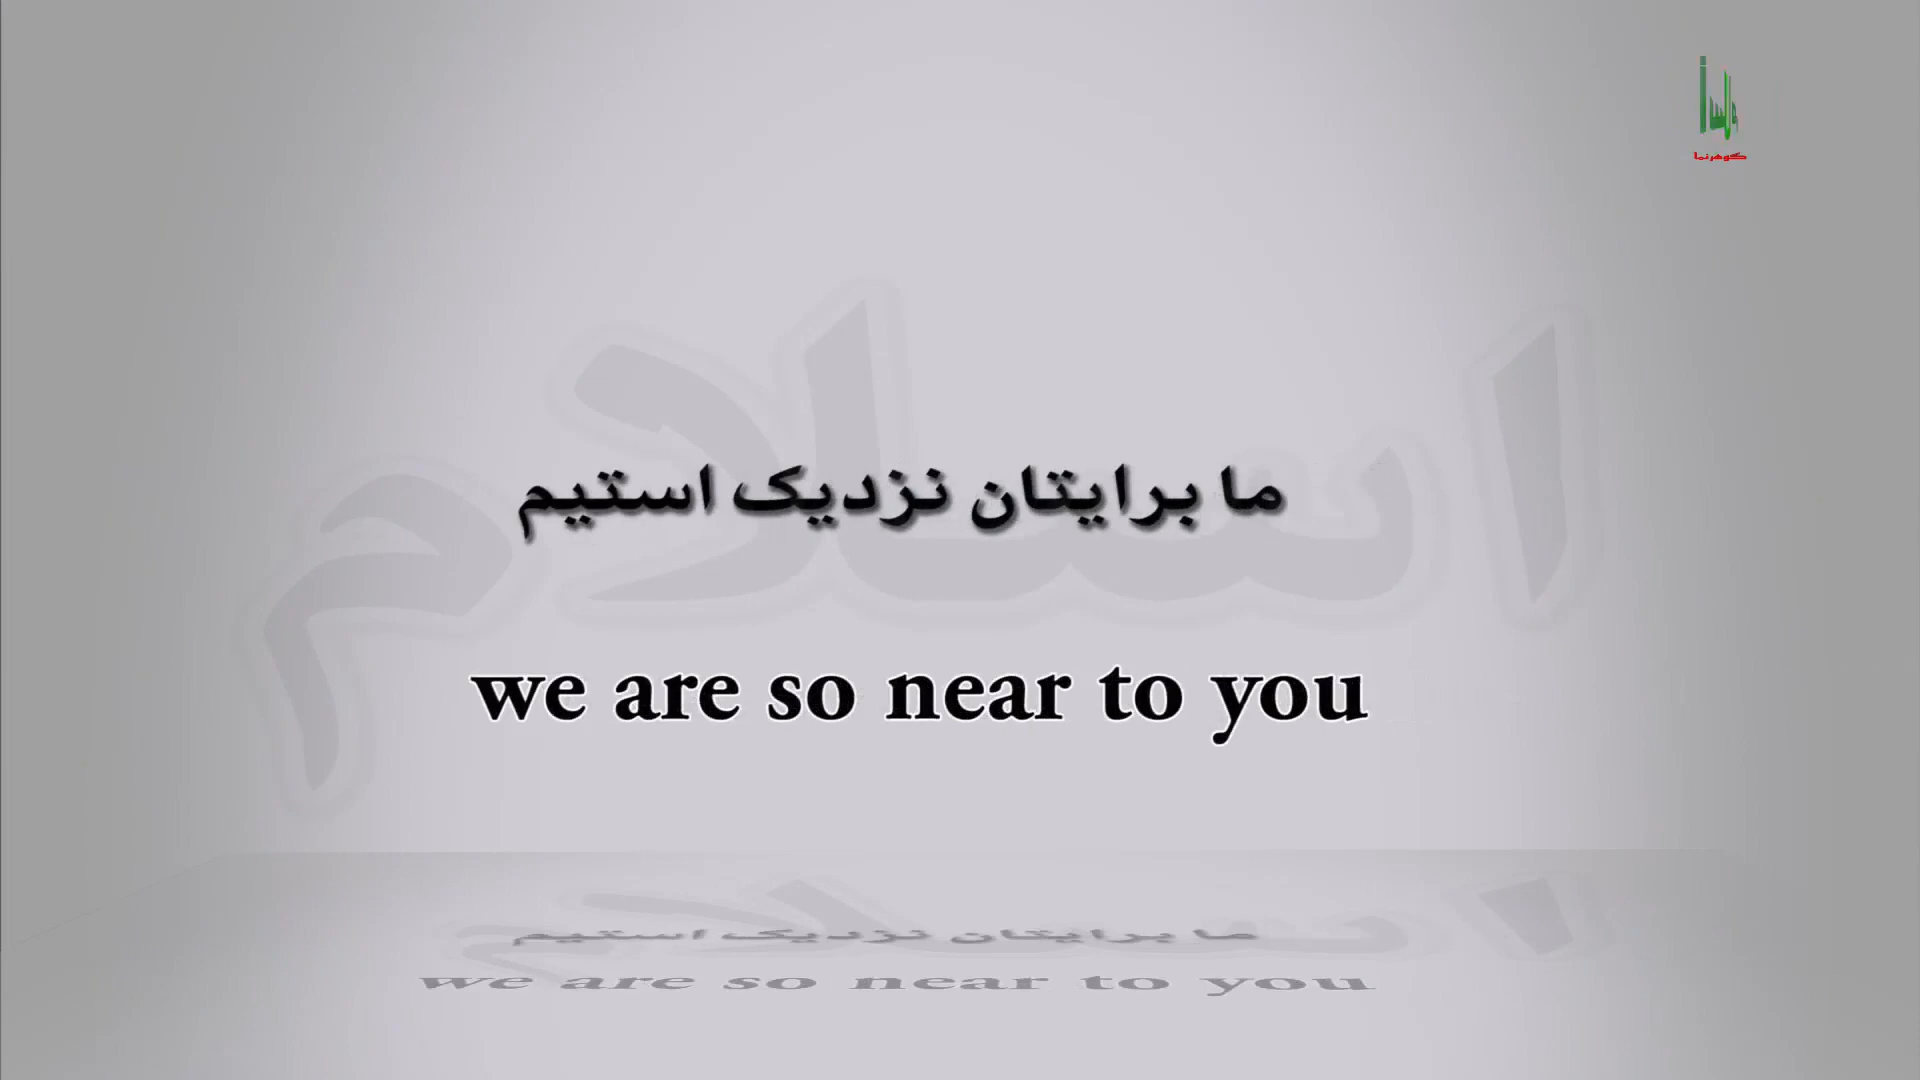 گوهرنما
اسلام
ما برایتان نزدیک استیم
we are so near to you
ما برایتان نزدیک استیم
we are so near to you